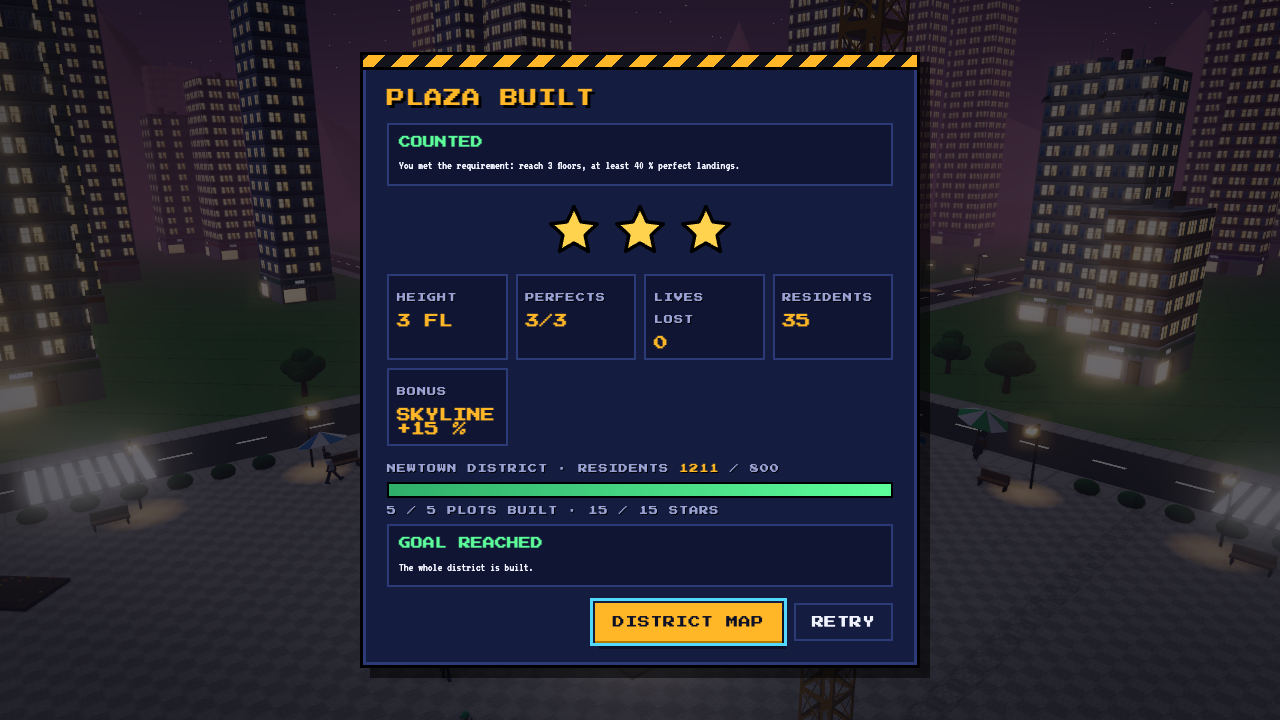 PLAZA BUILT
COUNTED
You met the requirement: reach 3 floors, at least 40 % perfect landings.
HEIGHT
3 FL
PERFECTS
3/3
LIVES
LOST
0
RESIDENTS
35
BONUS
SKYLINE
+15 %
NEWTOWN DISTRICT · RESIDENTS 1211 / 800
5 / 5 PLOTS BUILT · 15 / 15 STARS
GOAL REACHED
The whole district is built.
DISTRICT MAP
RETRY